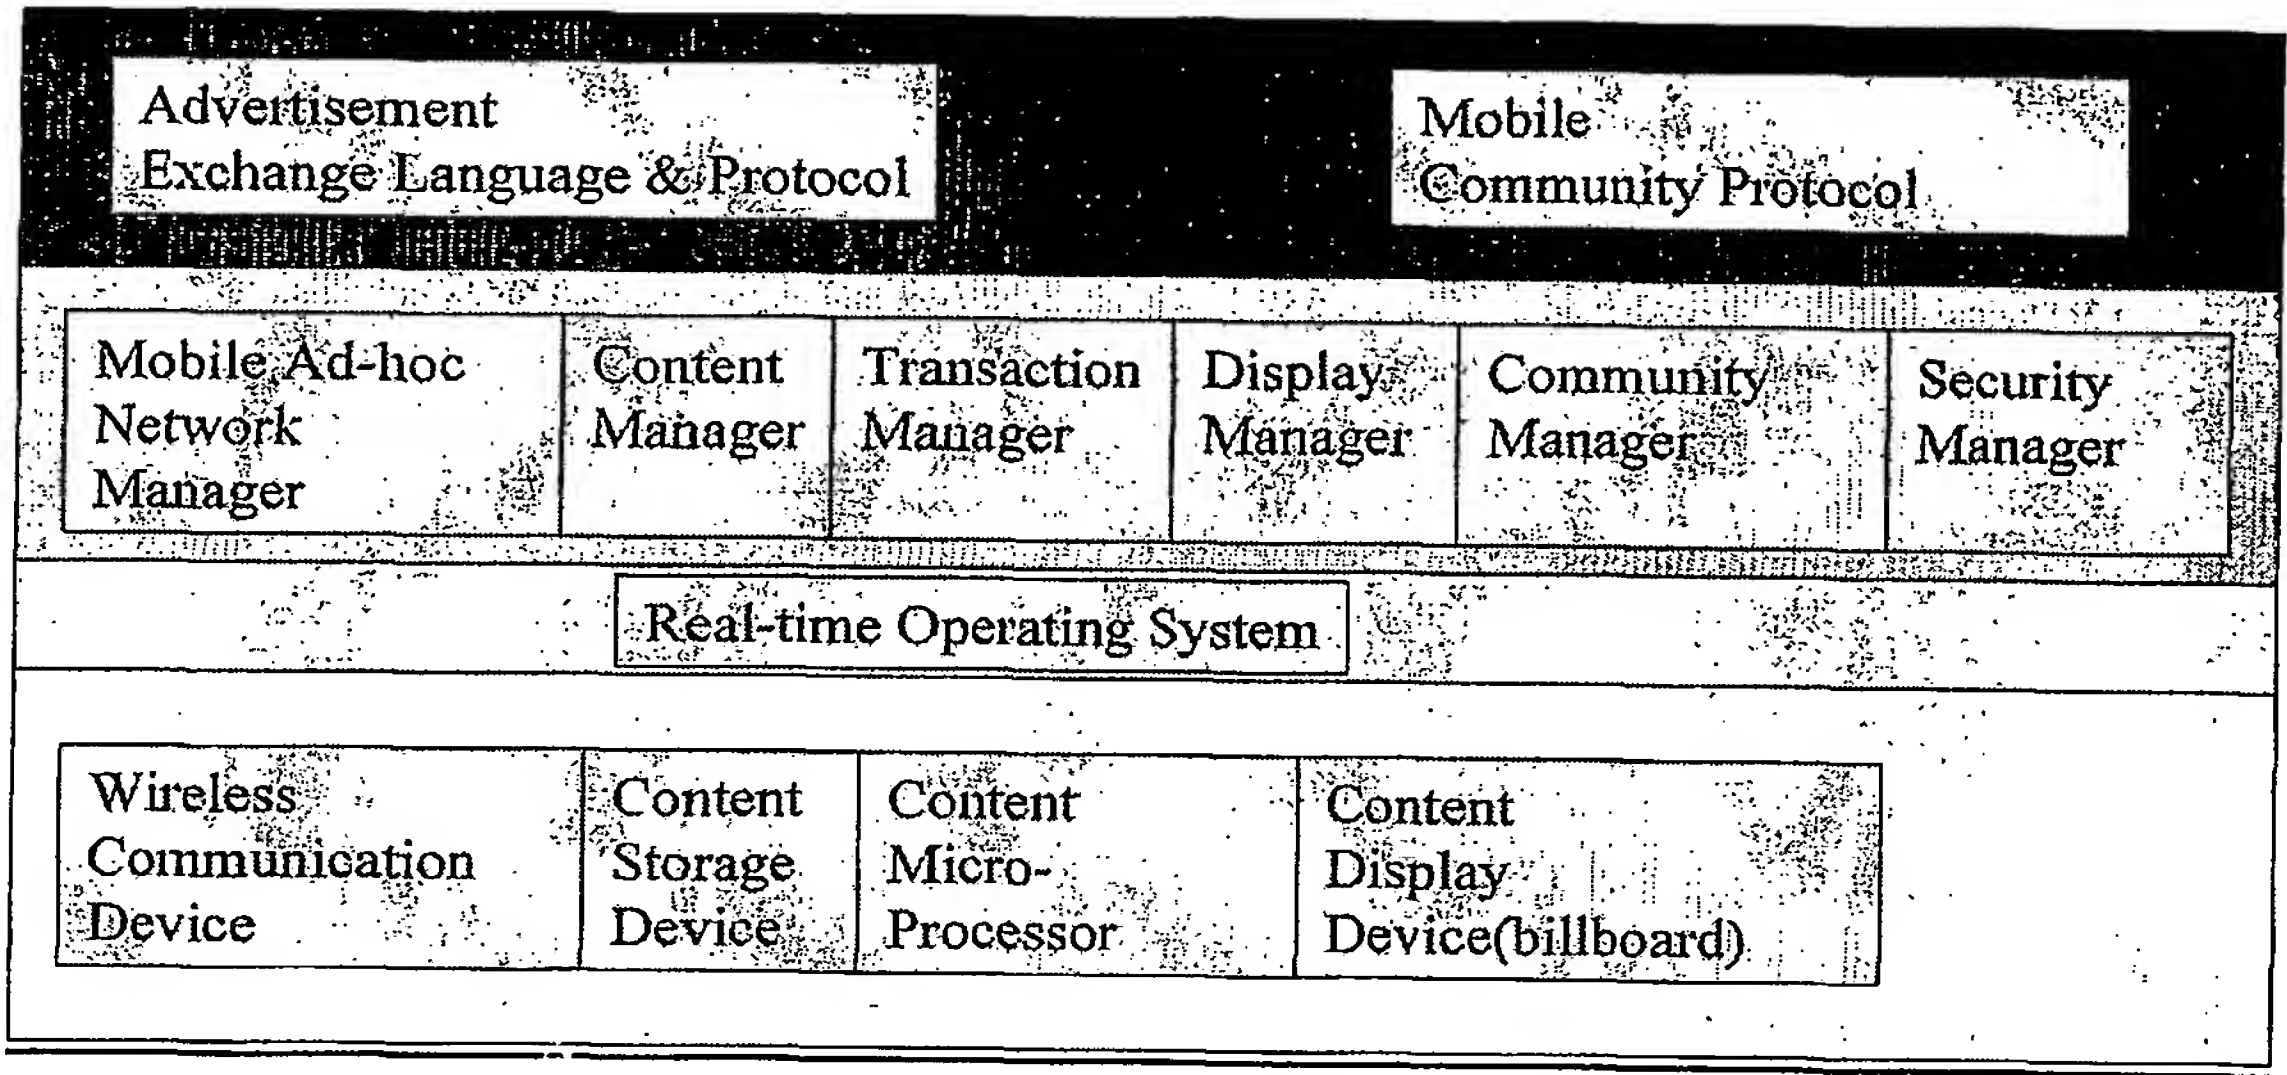 Advertisement
Exchange Language & Protocol
Mobile
Community Protocol
Mobile Ad-hoc
Network
Manager
Content
Manager
Transaction
Manager
Display
Manager
Community
Manager
Security
Manager
Real-time Operating System
Wireless
Communication
Device
Content
Storage
Device
Content
Micro-
Processor
Content
Display
Device(billboard)